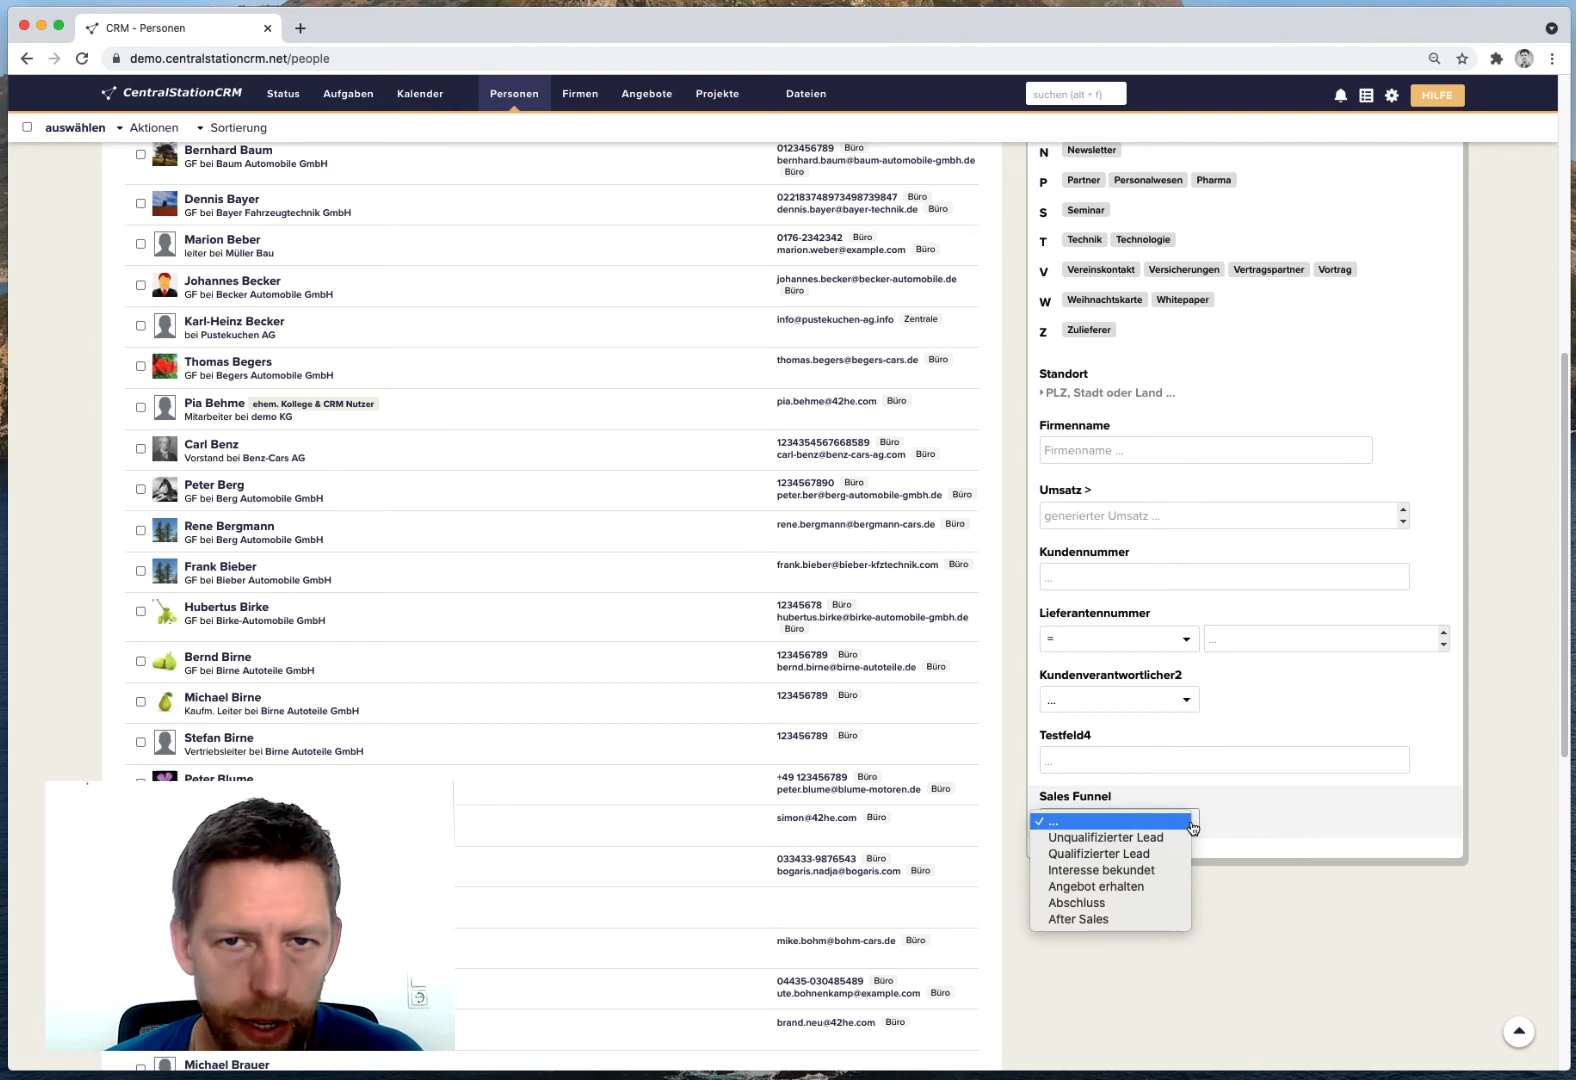 CRM - Personen
demo.centralstationcrm.net/people
CentralStationCRM
Status
Aufgaben
Kalender
Personen
Firmen
Angebote
Projekte
Dateien
suchen (alt + f)
HILFE
auswählen
Aktionen
Sortierung
Bernhard Baum
GF bei Baum Automobile GmbH
0123456789 Büro
bernhard.baum@baum-automobile-gmbh.de
Büro
Dennis Bayer
GF bei Bayer Fahrzeugtechnik GmbH
022183748973498739847 Büro
dennis.bayer@bayer-technik.de Büro
Marion Beber
leiter bei Müller Bau
0176-2342342 Büro
marion.weber@example.com Büro
Johannes Becker
GF bei Becker Automobile GmbH
johannes.becker@becker-automobile.de
Büro
Karl-Heinz Becker
bei Pustekuchen AG
info@pustekuchen-ag.info Zentrale
Thomas Begers
GF bei Begers Automobile GmbH
thomas.begers@begers-cars.de Büro
Pia Behme ehem. Kollege & CRM Nutzer
Mitarbeiter bei demo KG
pia.behme@42he.com Büro
Carl Benz
Vorstand bei Benz-Cars AG
1234354567668589 Büro
carl-benz@benz-cars-ag.com Büro
Peter Berg
GF bei Berg Automobile GmbH
1234567890 Büro
peter.ber@berg-automobile-gmbh.de Büro
Rene Bergmann
GF bei Berg Automobile GmbH
rene.bergmann@bergmann-cars.de Büro
Frank Bieber
GF bei Bieber Automobile GmbH
frank.bieber@bieber-kfztechnik.com Büro
Hubertus Birke
GF bei Birke-Automobile GmbH
12345678 Büro
hubertus.birke@birke-automobile-gmbh.de
Büro
Bernd Birne
GF bei Birne Autoteile GmbH
123456789 Büro
bernd.birne@birne-autoteile.de Büro
Michael Birne
Kaufm. Leiter bei Birne Autoteile GmbH
123456789 Büro
Stefan Birne
Vertriebsleiter bei Birne Autoteile GmbH
123456789 Büro
Peter Blume
+49 123456789 Büro
peter.blume@blume-motoren.de Büro
simon@42he.com Büro
033433-9876543 Büro
bogaris.nadja@bogaris.com Büro
mike.bohm@bohm-cars.de Büro
04435-030485489 Büro
ute.bohnenkamp@example.com Büro
brand.neu@42he.com Büro
Michael Brauer
N Newsletter
P Partner Personalwesen Pharma
S Seminar
T Technik Technologie
V Vereinskontakt Versicherungen Vertragspartner Vortrag
W Weihnachtskarte Whitepaper
Z Zulieferer
Standort
PLZ, Stadt oder Land ...
Firmenname
Firmenname ...
Umsatz >
generierter Umsatz ...
Kundennummer
...
Lieferantennummer
= ...
Kundenverantwortlicher2
...
Testfeld4
...
Sales Funnel
✓ ...
Unqualifizierter Lead
Qualifizierter Lead
Interesse bekundet
Angebot erhalten
Abschluss
After Sales